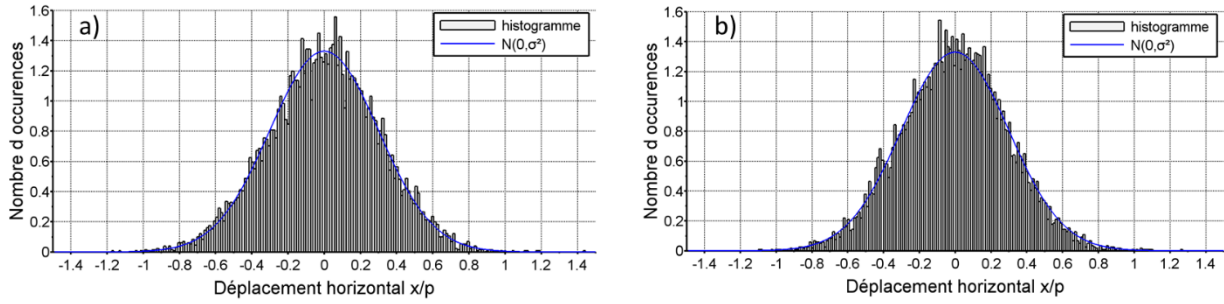 a)
histogramme
N(0,σ²)
Nombre d occurences
1.6
1.4
1.2
1
0.8
0.6
0.4
0.2
0
-1.4 -1.2 -1 -0.8 -0.6 -0.4 -0.2 0 0.2 0.4 0.6 0.8 1 1.2 1.4
Déplacement horizontal x/p
b)
histogramme
N(0,σ²)
Nombre d occurences
1.6
1.4
1.2
1
0.8
0.6
0.4
0.2
0
-1.4 -1.2 -1 -0.8 -0.6 -0.4 -0.2 0 0.2 0.4 0.6 0.8 1 1.2 1.4
Déplacement horizontal x/p